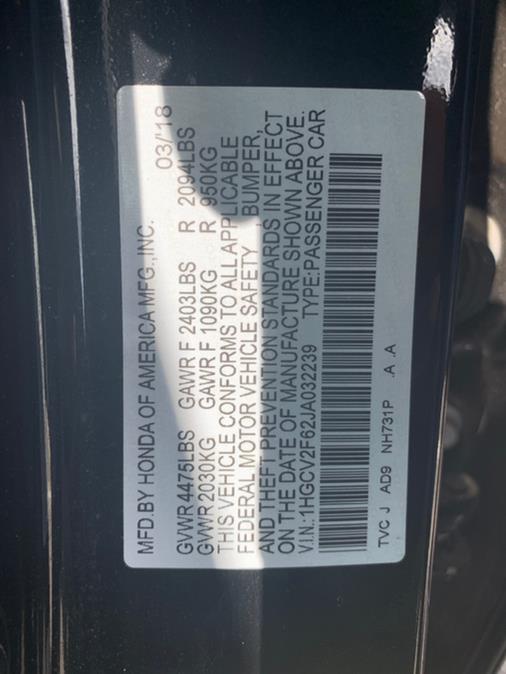 MFD.BY HONDA OF AMERICA MFG.,INC. 03/'18
GVWR 4475LBS GAWR F 2403LBS R 2094LBS
GVWR 2030KG GAWR F 1090KG R 950KG
THIS VEHICLE CONFORMS TO ALL APPLICABLE
FEDERAL MOTOR VEHICLE SAFETY , BUMPER,
AND THEFT PREVENTION STANDARDS IN EFFECT
ON THE DATE OF MANUFACTURE SHOWN ABOVE.
V.I.N.:1HGCV2F62JA032239 TYPE:PASSENGER CAR
TVC J AD9 NH731P .A .A